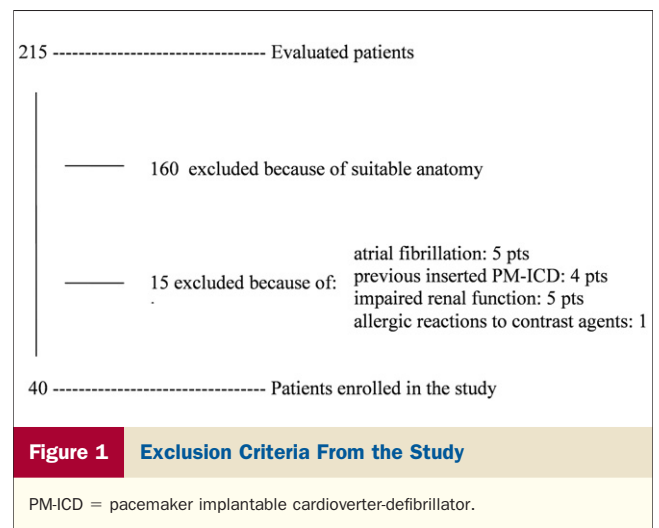 215 --------------------------------- Evaluated patients
160 excluded because of suitable anatomy
15 excluded because of:
atrial fibrillation: 5 pts
previous inserted PM-ICD: 4 pts
impaired renal function: 5 pts
allergic reactions to contrast agents: 1
40 --------------------------------- Patients enrolled in the study
Figure 1 Exclusion Criteria From the Study
PM-ICD = pacemaker implantable cardioverter-defibrillator.